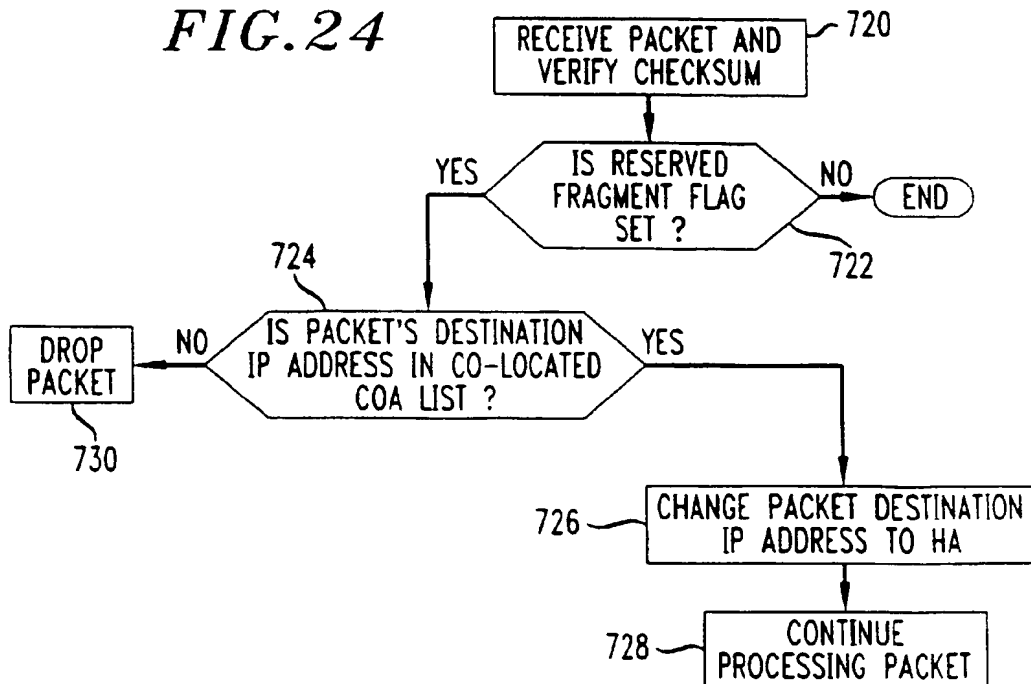 FIG.24
RECEIVE PACKET AND
VERIFY CHECKSUM
720
IS RESERVED
FRAGMENT FLAG
SET ?
YES
NO
END
722
724
IS PACKET'S DESTINATION
IP ADDRESS IN CO-LOCATED
COA LIST ?
NO
YES
DROP
PACKET
730
CHANGE PACKET DESTINATION
IP ADDRESS TO HA
726
CONTINUE
PROCESSING PACKET
728